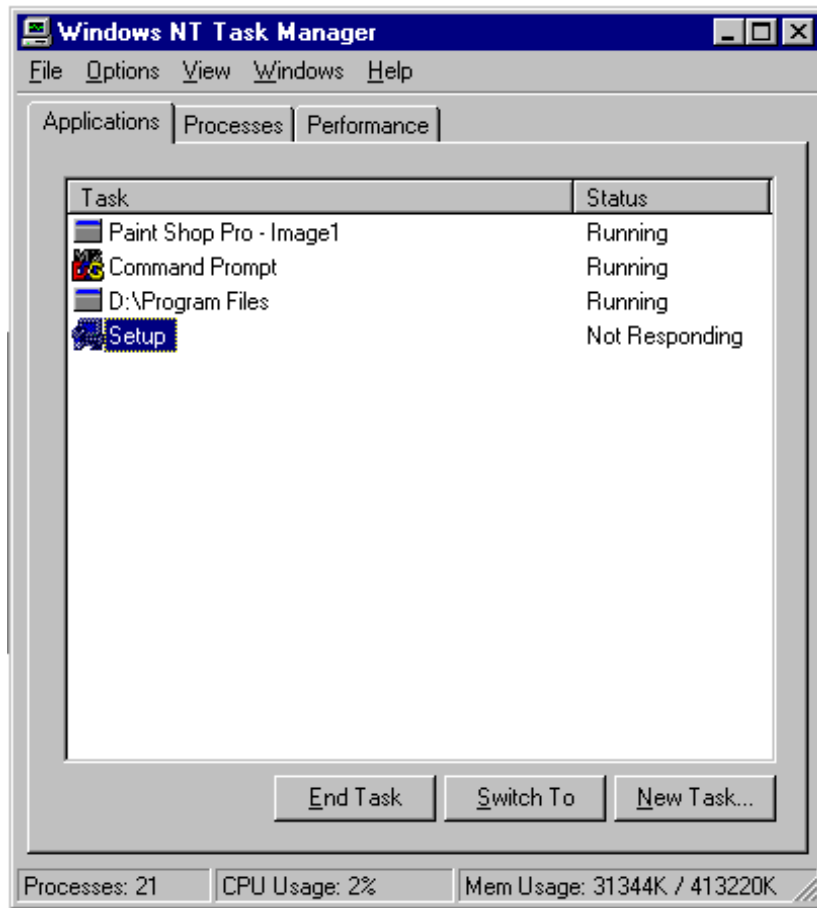 Windows NT Task Manager
File Options View Windows Help
Applications Processes Performance
Task Status
Paint Shop Pro - Image1 Running
Command Prompt Running
D:\Program Files Running
Setup Not Responding
End Task Switch To New Task...
Processes: 21 CPU Usage: 2% Mem Usage: 31344K / 413220K